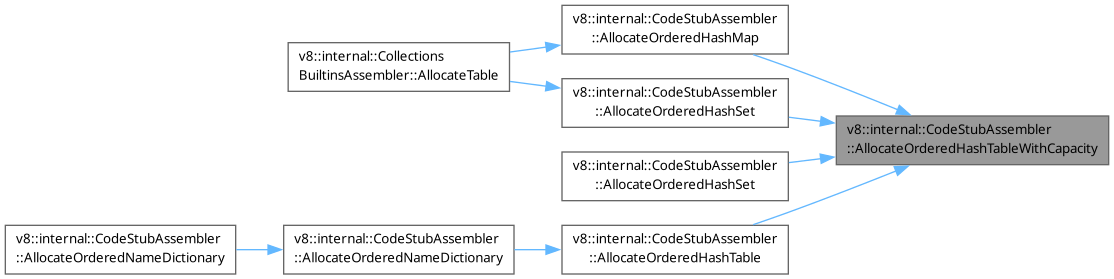 v8::internal::CodeStubAssembler
::AllocateOrderedHashMap
v8::internal::Collections
BuiltinsAssembler::AllocateTable
v8::internal::CodeStubAssembler
::AllocateOrderedHashSet
v8::internal::CodeStubAssembler
::AllocateOrderedHashTableWithCapacity
v8::internal::CodeStubAssembler
::AllocateOrderedHashSet
v8::internal::CodeStubAssembler
::AllocateOrderedNameDictionary
v8::internal::CodeStubAssembler
::AllocateOrderedNameDictionary
v8::internal::CodeStubAssembler
::AllocateOrderedHashTable